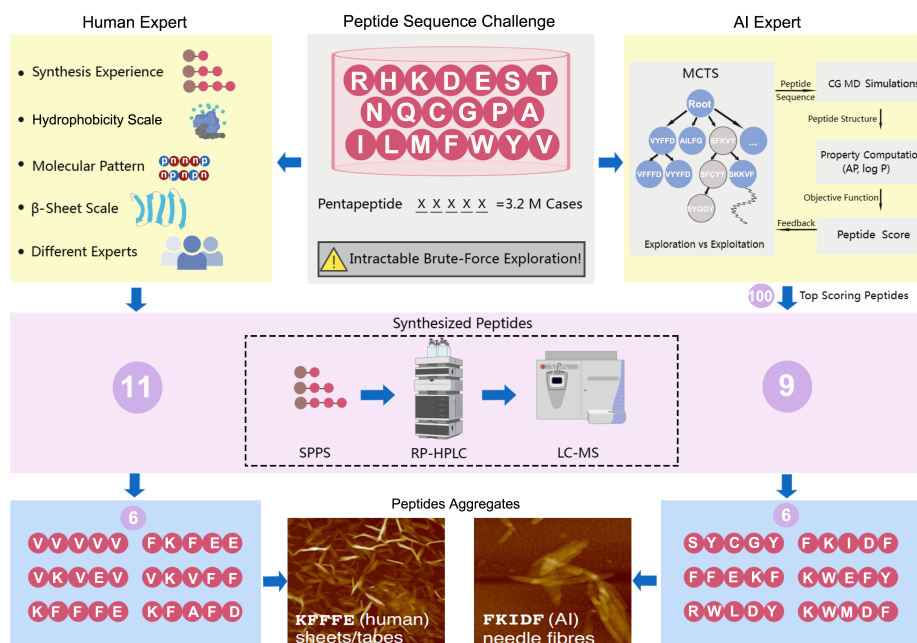 Human Expert
Peptide Sequence Challenge
AI Expert
Synthesis Experience
Hydrophobicity Scale
Molecular Pattern
pnnnp
npnpn
β-Sheet Scale
Different Experts
R H K D E S T
N Q C G P A
I L M F W Y V
Pentapeptide X X X X X =3.2 M Cases
Intractable Brute-Force Exploration!
MCTS
Root
VYFFD
AILFG
SFKVY
...
VFFFD
VYYFD
SFCYY
SKKVF
SYGGY
Exploration vs Exploitation
Peptide
Sequence
CG MD Simulations
Peptide Structure
Property Computation
(AP, log P)
Objective Function
Feedback
Peptide Score
100
Top Scoring Peptides
Synthesized Peptides
11
9
SPPS
RP-HPLC
LC-MS
Peptides Aggregates
6
V V V V V
F K F E E
V K V E V
V K V F F
K F F F E
K F A F D
KFFFE (human)
sheets/tabes
FKIDF (AI)
needle fibres
6
S Y C G Y
F K I D F
F F E K F
K W E F Y
R W L D Y
K W M D F